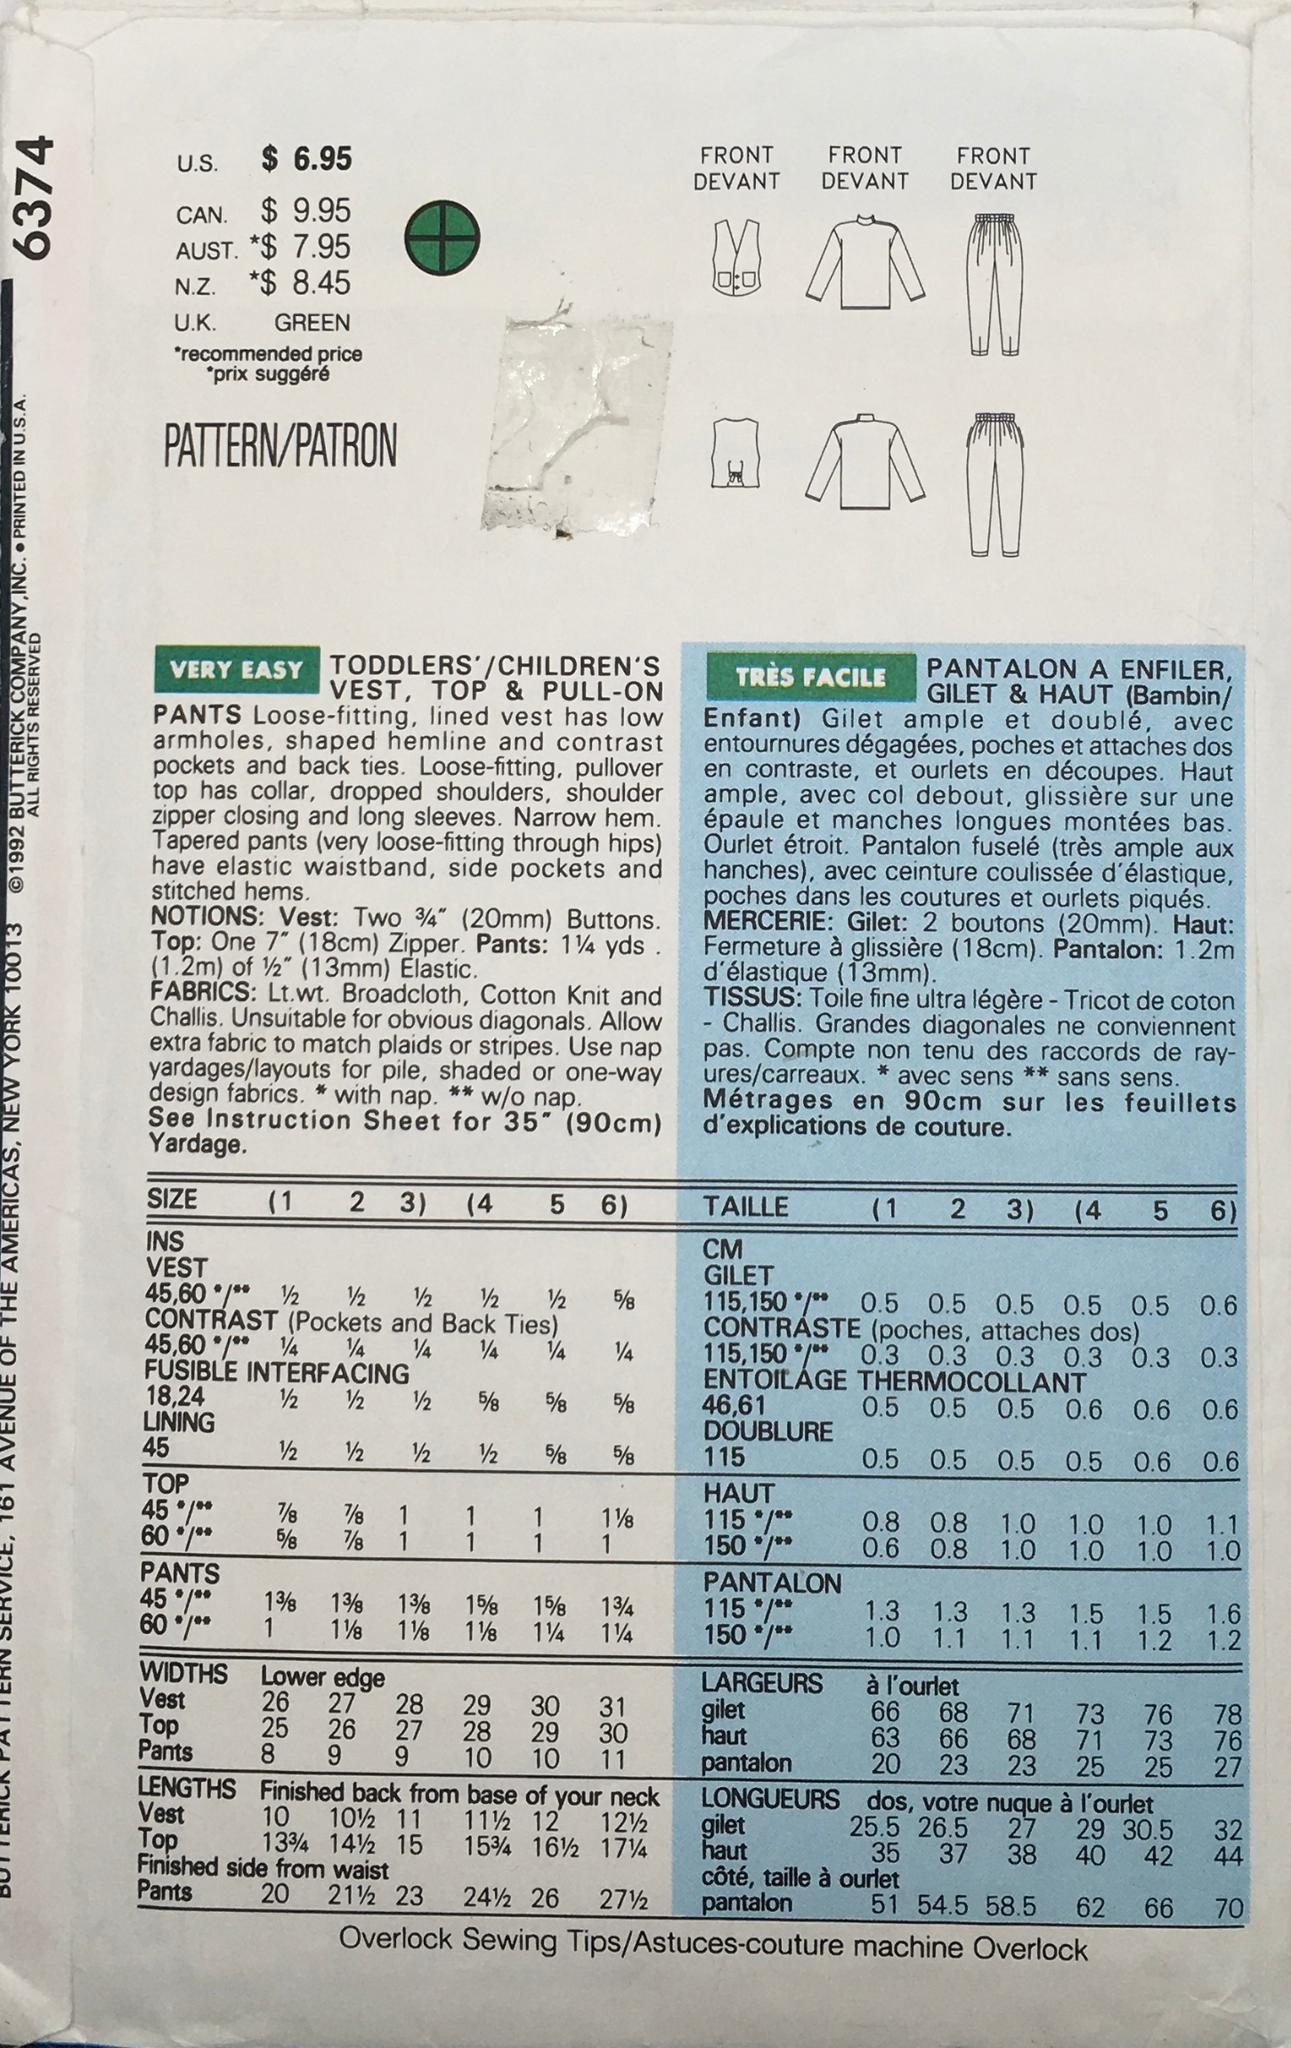 6374
©1992 BUTTERICK COMPANY, INC. • PRINTED IN U.S.A.
ALL RIGHTS RESERVED
BUTTERICK PATTERN SERVICE, 161 AVENUE OF THE AMERICAS, NEW YORK 10013
U.S. $ 6.95
CAN. $ 9.95
AUST. *$ 7.95
N.Z. *$ 8.45
U.K. GREEN
*recommended price
*prix suggéré
PATTERN/PATRON
FRONT FRONT FRONT
DEVANT DEVANT DEVANT
VERY EASY TODDLERS'/CHILDREN'S
VEST, TOP & PULL-ON
PANTS Loose-fitting, lined vest has low
armholes, shaped hemline and contrast
pockets and back ties. Loose-fitting, pullover
top has collar, dropped shoulders, shoulder
zipper closing and long sleeves. Narrow hem.
Tapered pants (very loose-fitting through hips)
have elastic waistband, side pockets and
stitched hems.
NOTIONS: Vest: Two ¾" (20mm) Buttons.
Top: One 7" (18cm) Zipper. Pants: 1¼ yds .
(1.2m) of ½" (13mm) Elastic.
FABRICS: Lt.wt. Broadcloth, Cotton Knit and
Challis. Unsuitable for obvious diagonals. Allow
extra fabric to match plaids or stripes. Use nap
yardages/layouts for pile, shaded or one-way
design fabrics. * with nap. ** w/o nap.
See Instruction Sheet for 35" (90cm)
Yardage.
SIZE (1 2 3) (4 5 6)
INS
VEST
45,60 */** ½ ½ ½ ½ ½ ⅝
CONTRAST (Pockets and Back Ties)
45,60 */** ¼ ¼ ¼ ¼ ¼ ¼
FUSIBLE INTERFACING
18,24 ½ ½ ½ ⅝ ⅝ ⅝
LINING
45 ½ ½ ½ ½ ⅝ ⅝
TOP
45 */** ⅞ ⅞ 1 1 1 1⅛
60 */** ⅝ ⅞ 1 1 1 1
PANTS
45 */** 1⅜ 1⅜ 1⅜ 1⅝ 1⅝ 1¾
60 */** 1 1⅛ 1⅛ 1⅛ 1¼ 1¼
WIDTHS Lower edge
Vest 26 27 28 29 30 31
Top 25 26 27 28 29 30
Pants 8 9 9 10 10 11
LENGTHS Finished back from base of your neck
Vest 10 10½ 11 11½ 12 12½
Top 13¾ 14½ 15 15¾ 16½ 17¼
Finished side from waist
Pants 20 21½ 23 24½ 26 27½
TRÈS FACILE PANTALON A ENFILER,
GILET & HAUT (Bambin/
Enfant) Gilet ample et doublé, avec
entournures dégagées, poches et attaches dos
en contraste, et ourlets en découpes. Haut
ample, avec col debout, glissière sur une
épaule et manches longues montées bas.
Ourlet étroit. Pantalon fuselé (très ample aux
hanches), avec ceinture coulissée d'élastique,
poches dans les coutures et ourlets piqués.
MERCERIE: Gilet: 2 boutons (20mm). Haut:
Fermeture à glissière (18cm). Pantalon: 1.2m
d'élastique (13mm).
TISSUS: Toile fine ultra légère - Tricot de coton
- Challis. Grandes diagonales ne conviennent
pas. Compte non tenu des raccords de ray-
ures/carreaux. * avec sens ** sans sens.
Métrages en 90cm sur les feuillets
d'explications de couture.
TAILLE (1 2 3) (4 5 6)
CM
GILET
115,150 */** 0.5 0.5 0.5 0.5 0.5 0.6
CONTRASTE (poches, attaches dos)
115,150 */** 0.3 0.3 0.3 0.3 0.3 0.3
ENTOILAGE THERMOCOLLANT
46,61 0.5 0.5 0.5 0.6 0.6 0.6
DOUBLURE
115 0.5 0.5 0.5 0.5 0.6 0.6
HAUT
115 */** 0.8 0.8 1.0 1.0 1.0 1.1
150 */** 0.6 0.8 1.0 1.0 1.0 1.0
PANTALON
115 */** 1.3 1.3 1.3 1.5 1.5 1.6
150 */** 1.0 1.1 1.1 1.1 1.2 1.2
LARGEURS à l'ourlet
gilet 66 68 71 73 76 78
haut 63 66 68 71 73 76
pantalon 20 23 23 25 25 27
LONGUEURS dos, votre nuque à l'ourlet
gilet 25.5 26.5 27 29 30.5 32
haut 35 37 38 40 42 44
côté, taille à ourlet
pantalon 51 54.5 58.5 62 66 70
Overlock Sewing Tips/Astuces-couture machine Overlock